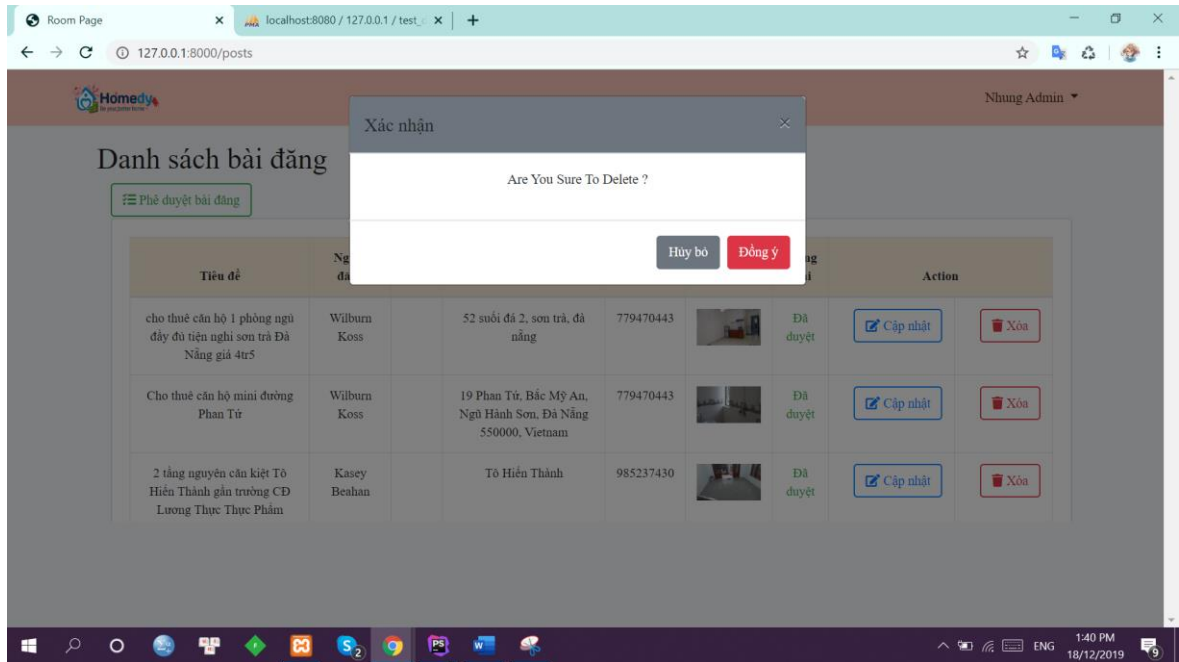 Room Page
localhost:8080 / 127.0.0.1 / test_
127.0.0.1:8000/posts
Homedy
Nhung Admin
Xác nhận
Danh sách bài đăng
Are You Sure To Delete ?
Phê duyệt bài đăng
Hủy bỏ
Đồng ý
Tiêu đề
Action
cho thuê căn hộ 1 phòng ngủ
đầy đủ tiện nghi sơn trà Đà
Nẵng giá 4tr5
Wilburn
Koss
52 suối đá 2, sơn trà, đà
nẵng
779470443
Đã
duyệt
Cập nhật
Xóa
Cho thuê căn hộ mini đường
Phan Tứ
Wilburn
Koss
19 Phan Tứ, Bắc Mỹ An,
Ngũ Hành Sơn, Đà Nẵng
550000, Vietnam
779470443
Đã
duyệt
Cập nhật
Xóa
2 tầng nguyên căn kiệt Tô
Hiến Thành gần trường CĐ
Lương Thực Thực Phẩm
Kasey
Beahan
Tô Hiến Thành
985237430
Đã
duyệt
Cập nhật
Xóa
ENG
1:40 PM
18/12/2019